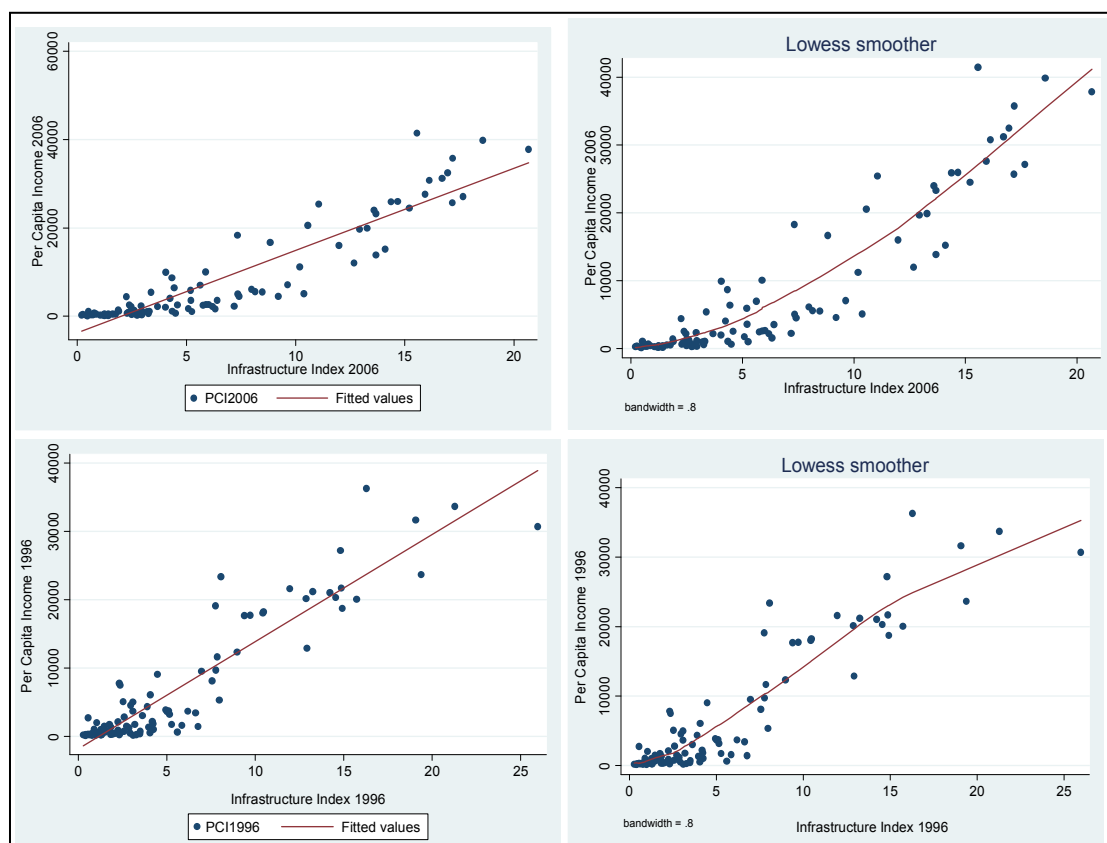 60000
40000
20000
0
Per Capita Income 2006
0 5 10 15 20
Infrastructure Index 2006
PCI2006 Fitted values
Lowess smoother
40000
30000
20000
10000
0
Per Capita Income 2006
0 5 10 15 20
Infrastructure Index 2006
bandwidth = .8
40000
30000
20000
10000
0
Per Capita Income 1996
0 5 10 15 20 25
Infrastructure Index 1996
PCI1996 Fitted values
Lowess smoother
40000
30000
20000
10000
0
Per Capita Income 1996
0 5 10 15 20 25
bandwidth = .8 Infrastructure Index 1996